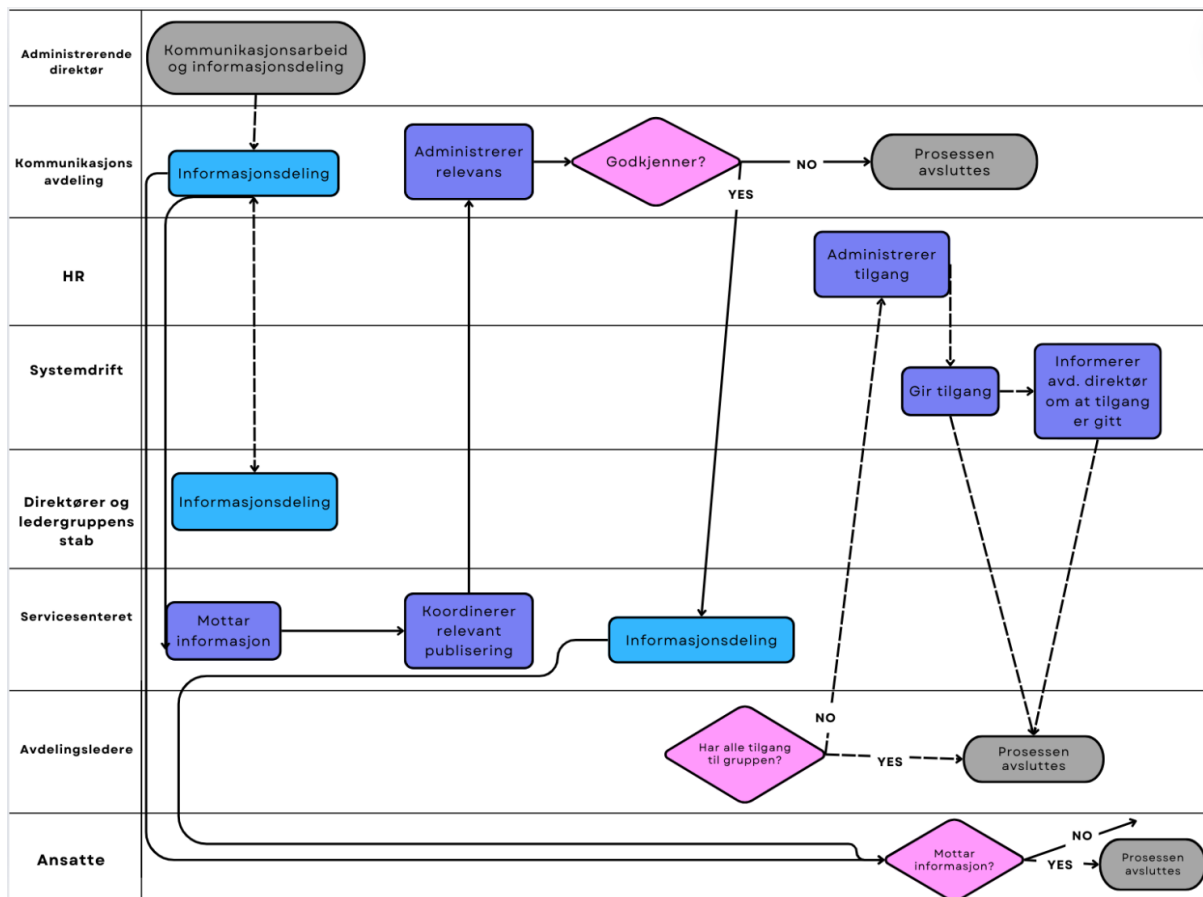 Administrerende
direktør
Kommunikasjonsarbeid
og informasjonsdeling
Kommunikasjons
avdeling
Informasjonsdeling
Administrerer
relevans
Godkjenner?
NO
YES
Prosessen
avsluttes
HR
Administrerer
tilgang
Systemdrift
Gir tilgang
Informerer
avd. direktør
om at tilgang
er gitt
Direktører og
ledergruppens
stab
Informasjonsdeling
Servicesenteret
Mottar
informasjon
Koordinerer
relevant
publisering
Informasjonsdeling
Avdelingsledere
Har alle tilgang
til gruppen?
NO
YES
Prosessen
avsluttes
Ansatte
Mottar
informasjon?
NO
YES
Prosessen
avsluttes